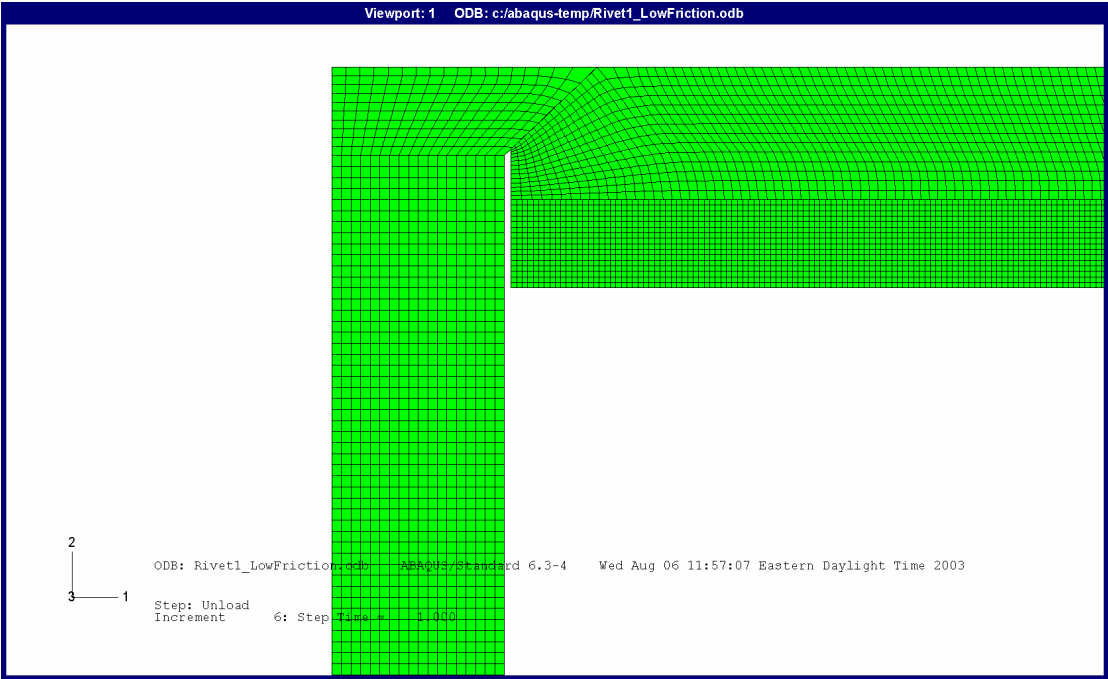 Viewport: 1 ODB: c:/abaqus-temp/Rivet1_LowFriction.odb
2
3 1
ODB: Rivet1_LowFriction.odb ABAQUS/Standard 6.3-4 Wed Aug 06 11:57:07 Eastern Daylight Time 2003
Step: Unload
Increment 6: Step Time = 1.000